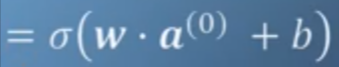 = σ(w · a⁽⁰⁾ + b)